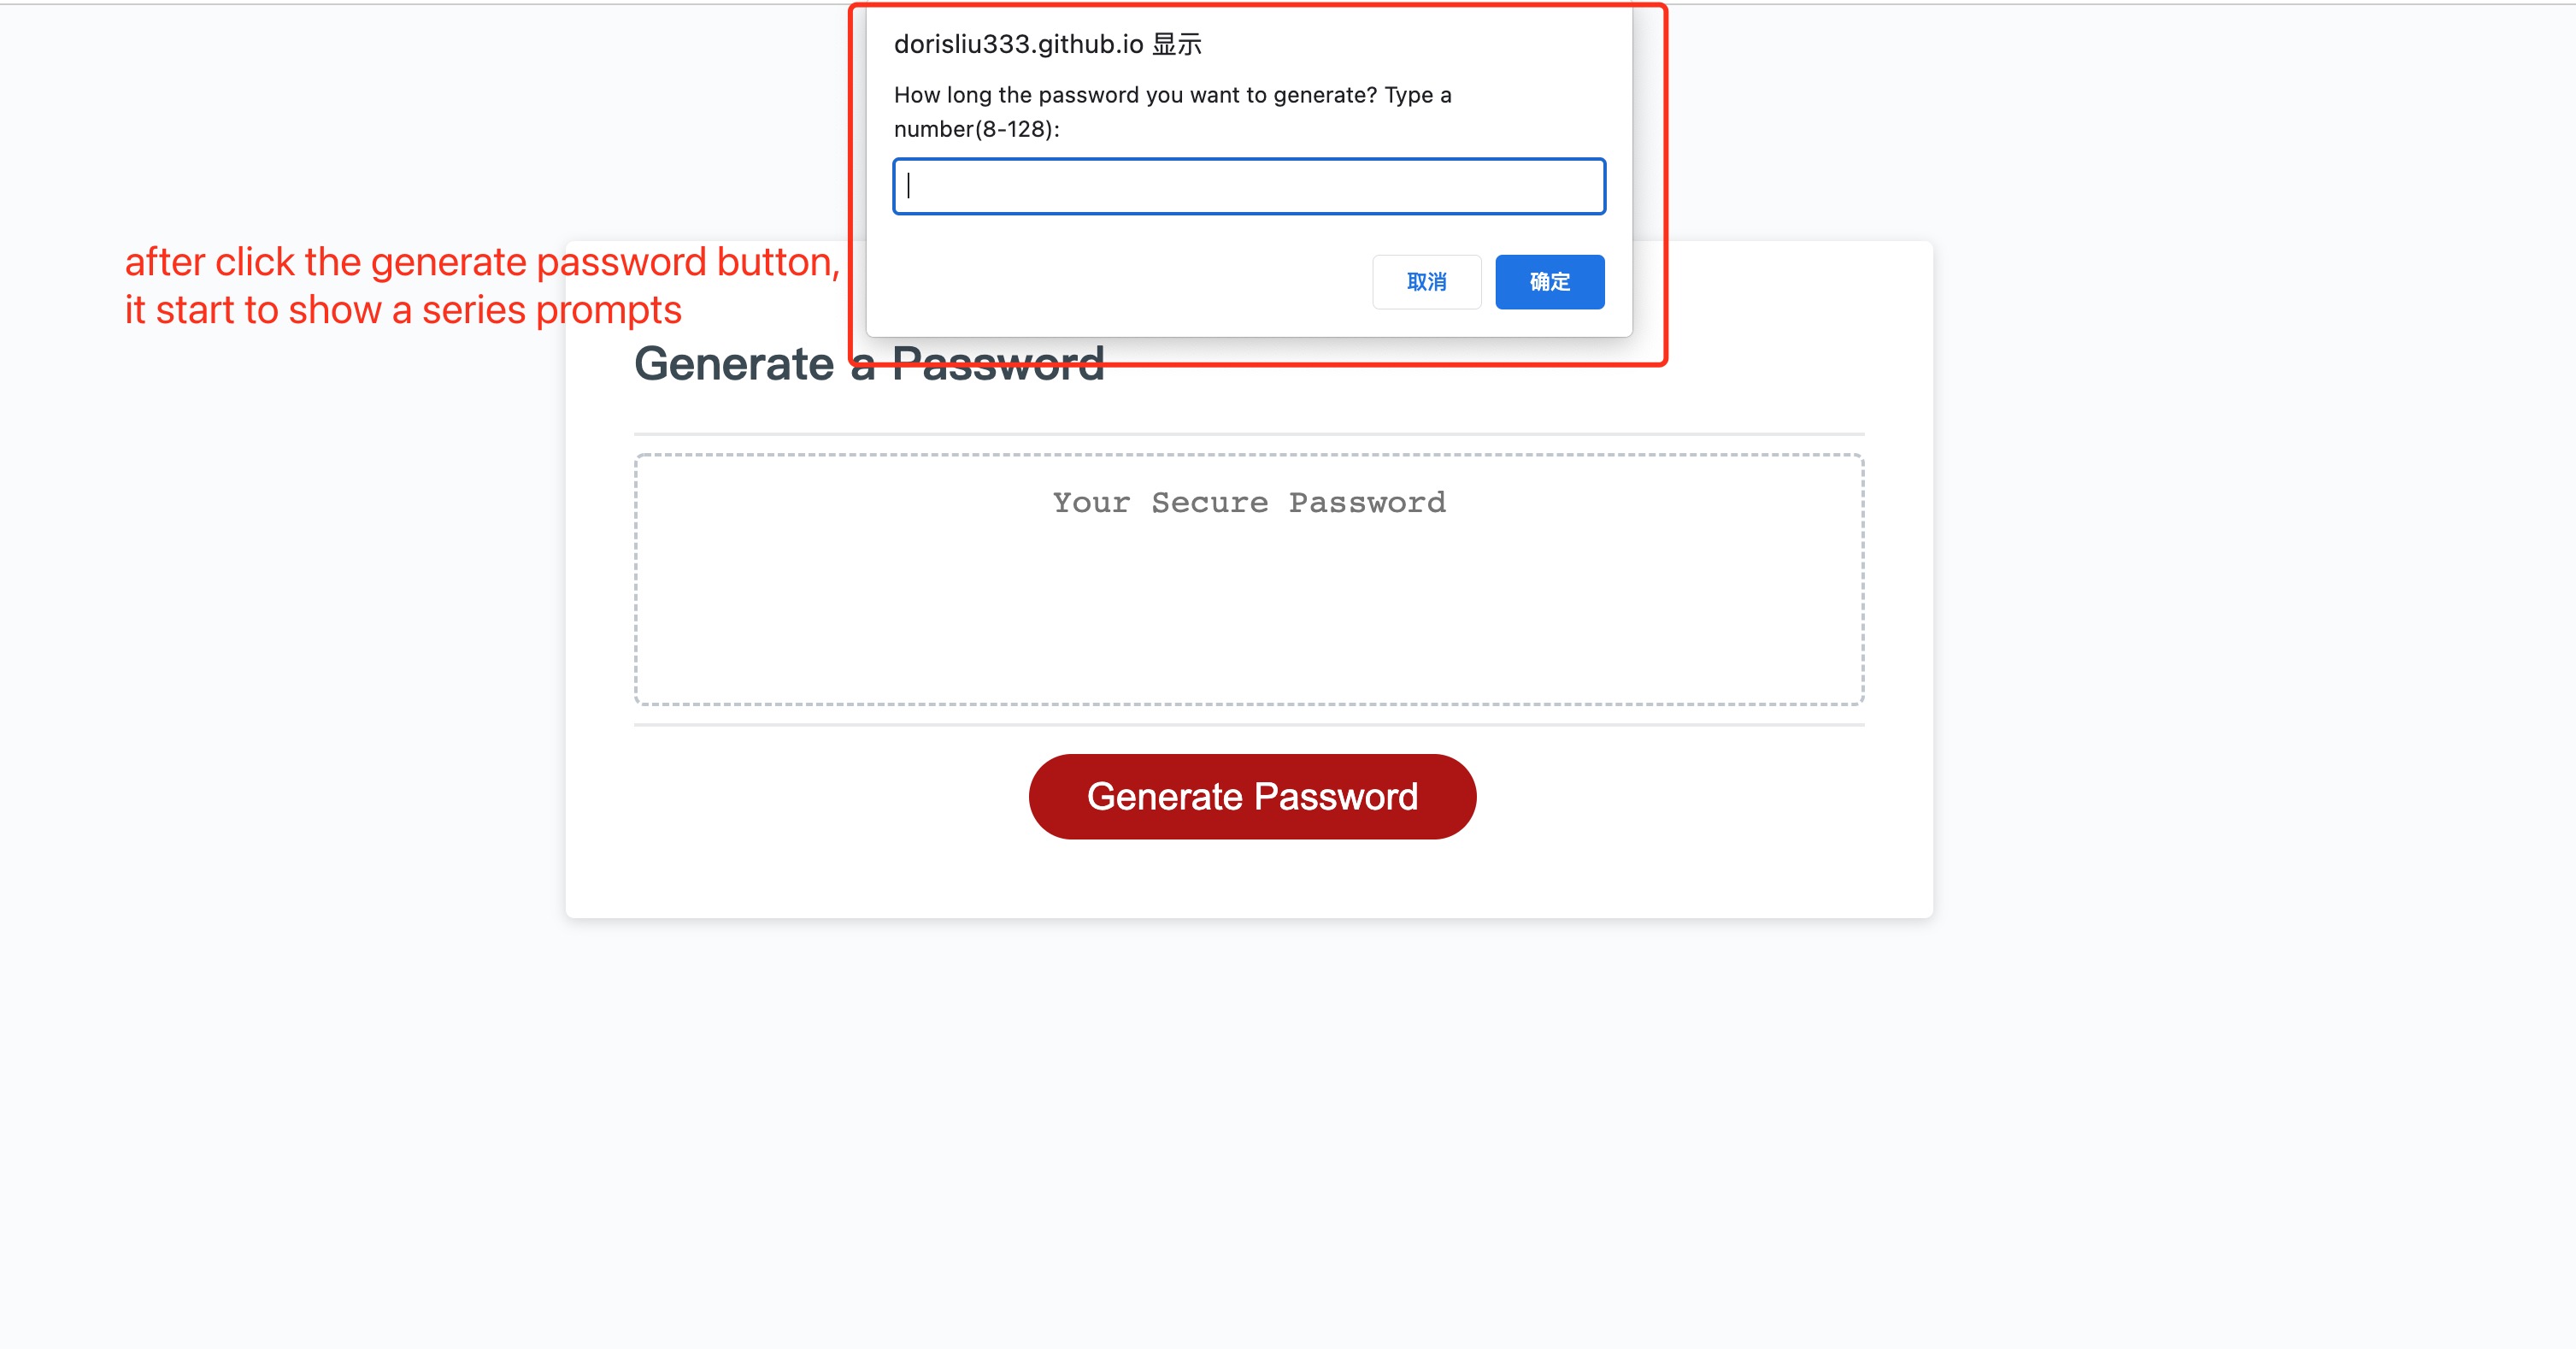 dorisliu333.github.io 显示
How long the password you want to generate? Type a
number(8-128):
取消
确定
after click the generate password button,
it start to show a series prompts
Generate a Password
Your Secure Password
Generate Password